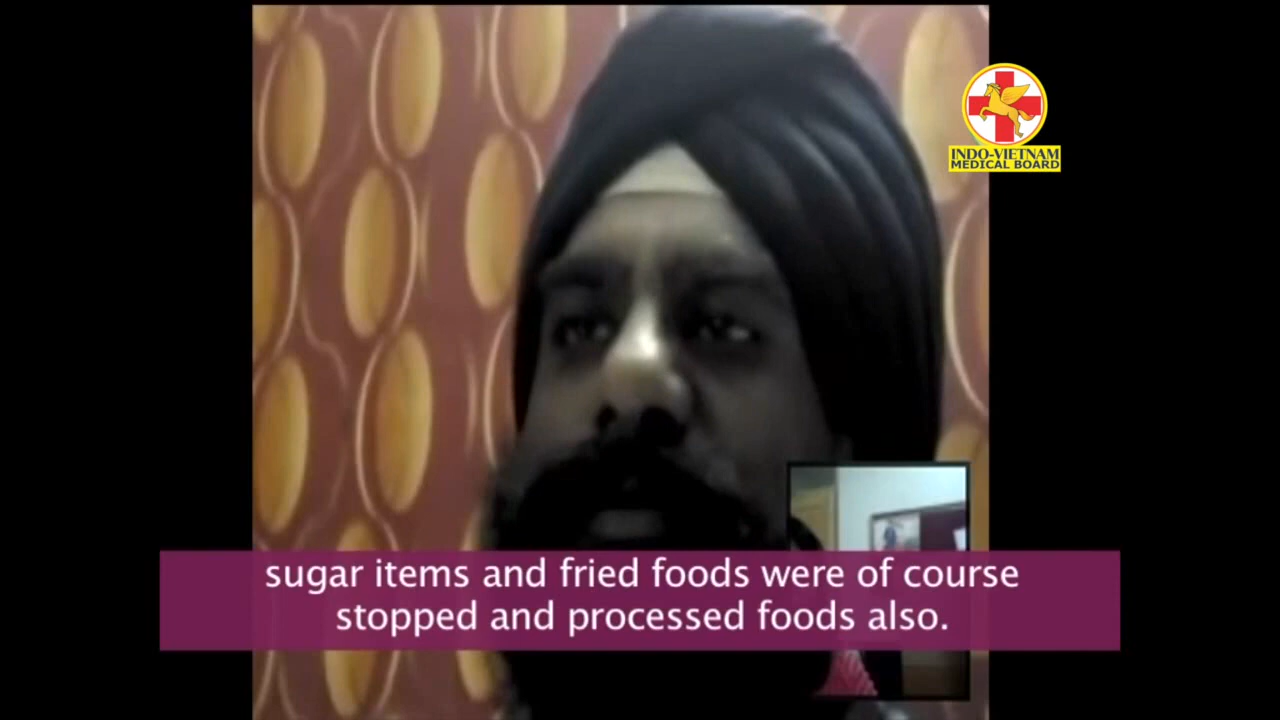 INDO-VIETNAM
MEDICAL BOARD
sugar items and fried foods were of course
stopped and processed foods also.